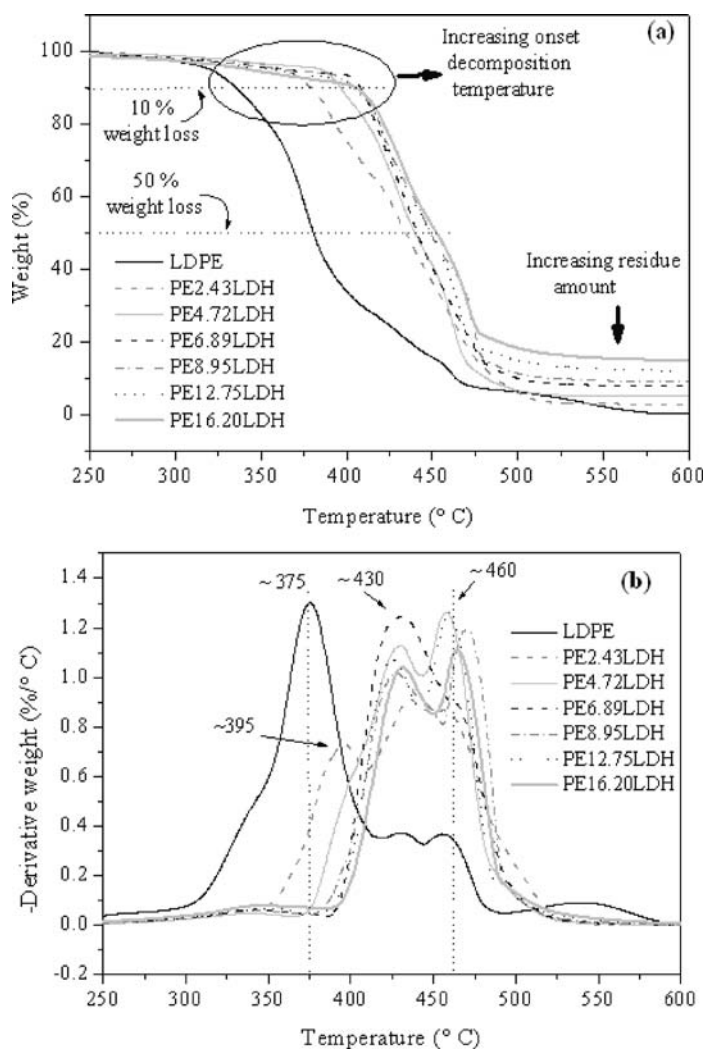 (a)
Increasing onset
decomposition
temperature
10 %
weight loss
50 %
weight loss
Increasing residue
amount
LDPE
PE2.43LDH
PE4.72LDH
PE6.89LDH
PE8.95LDH
PE12.75LDH
PE16.20LDH
Weight (%)
100
80
60
40
20
0
250 300 350 400 450 500 550 600
Temperature (° C)
(b)
~ 375
~ 430
~ 460
~395
LDPE
PE2.43LDH
PE4.72LDH
PE6.89LDH
PE8.95LDH
PE12.75LDH
PE16.20LDH
-Derivative weight (%/° C)
1.4
1.2
1.0
0.8
0.6
0.4
0.2
0.0
-0.2
250 300 350 400 450 500 550 600
Temperature (° C)